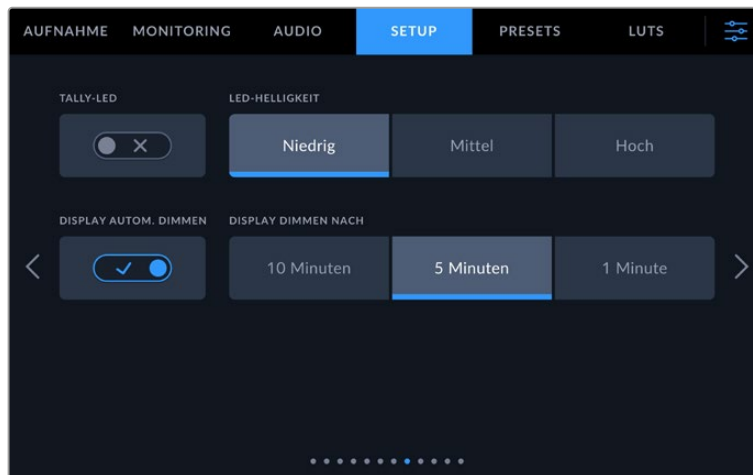 AUFNAHME MONITORING AUDIO SETUP PRESETS LUTS
TALLY-LED LED-HELLIGKEIT
Niedrig Mittel Hoch
DISPLAY AUTOM. DIMMEN DISPLAY DIMMEN NACH
10 Minuten 5 Minuten 1 Minute